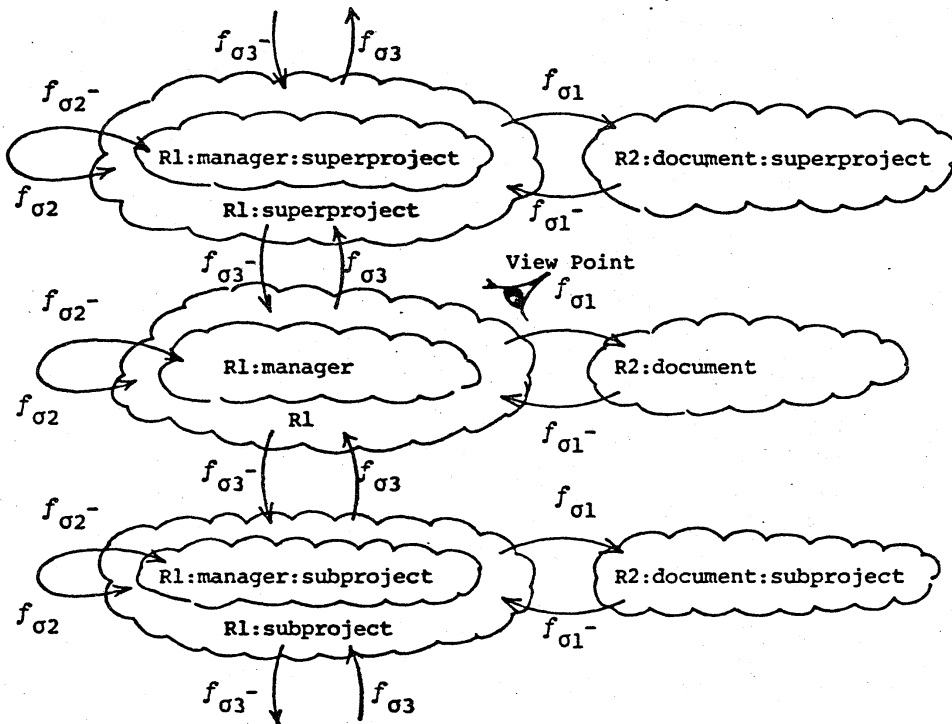 fσ3- fσ3
fσ2- fσ1
R1:manager:superproject R2:document:superproject
fσ2 R1:superproject fσ1-
fσ3- fσ3 View Point
fσ2- fσ1
R1:manager R2:document
fσ2 R1 fσ1-
fσ3- fσ3
fσ2- fσ1
R1:manager:subproject R2:document:subproject
fσ2 R1:subproject fσ1-
fσ3- fσ3